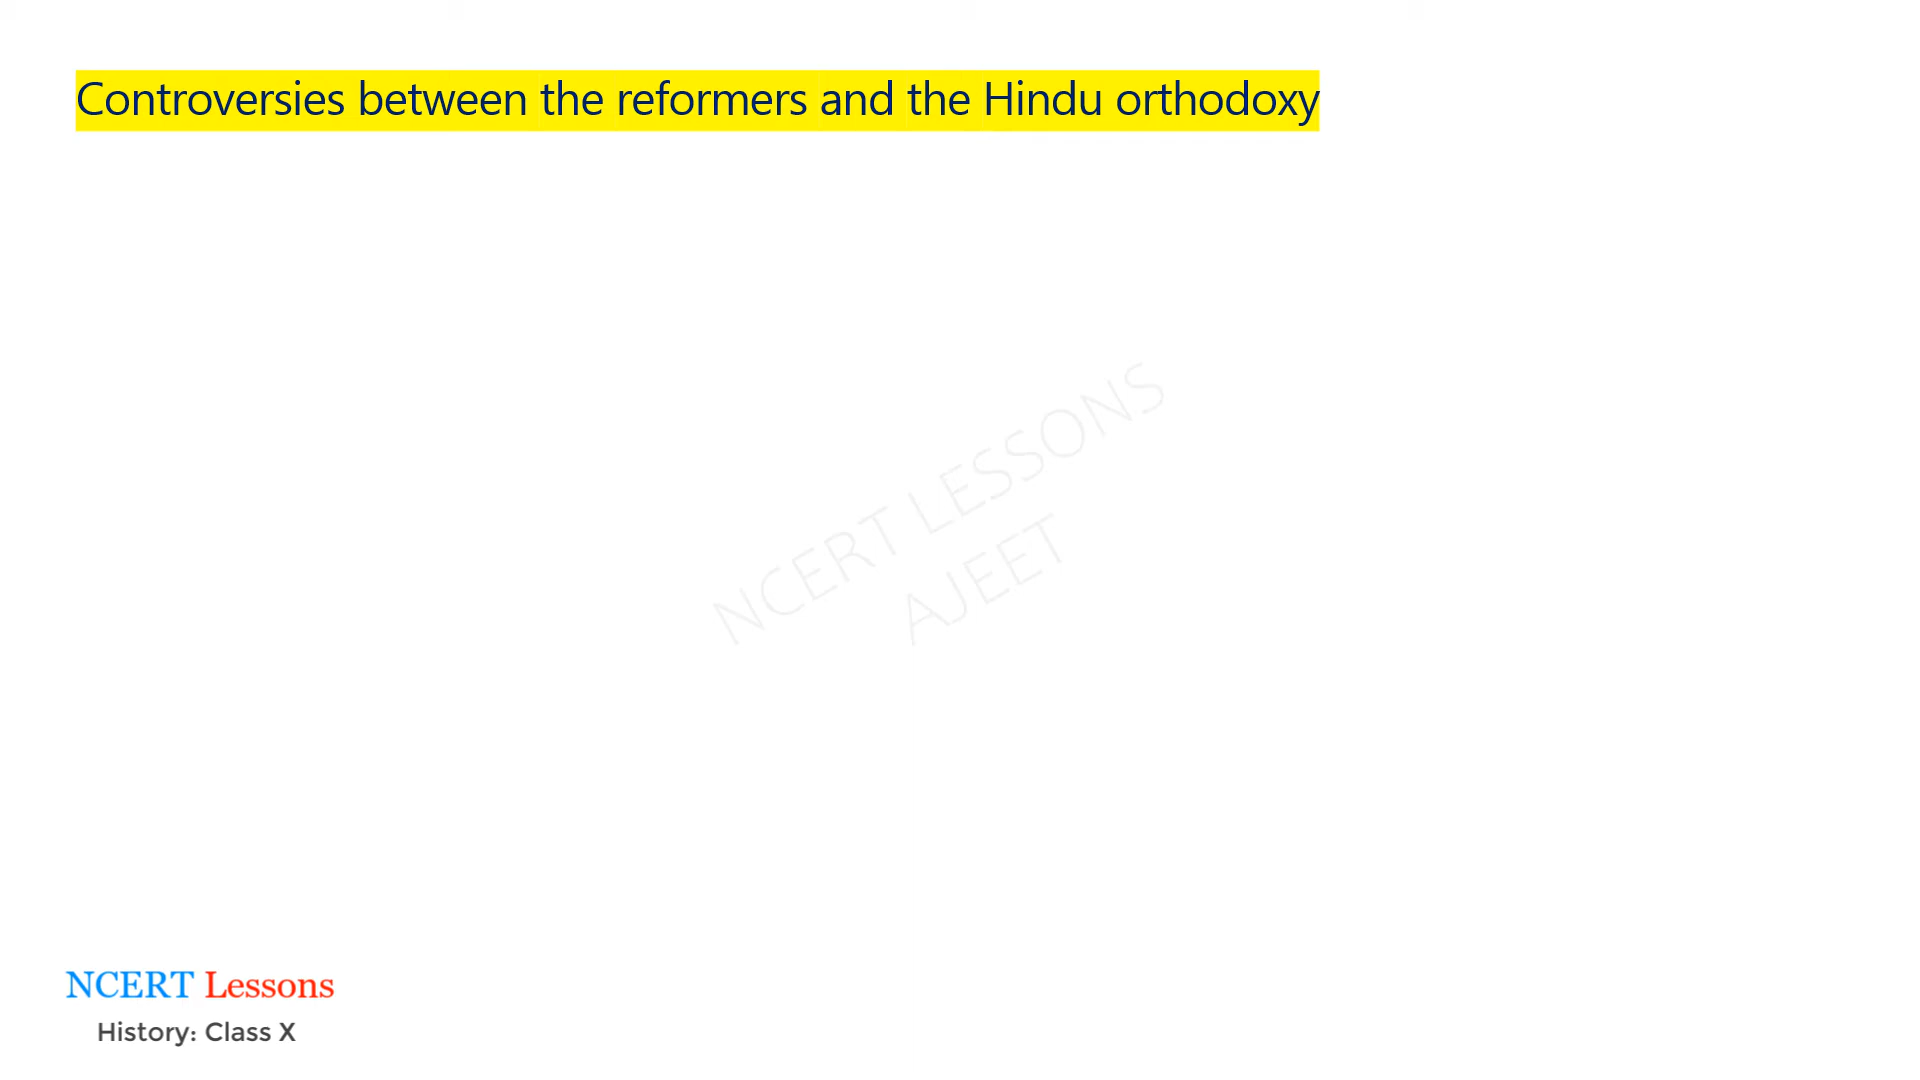 Controversies between the reformers and the Hindu orthodoxy
NCERT LESSONS
AJEET
NCERT Lessons
History: Class X